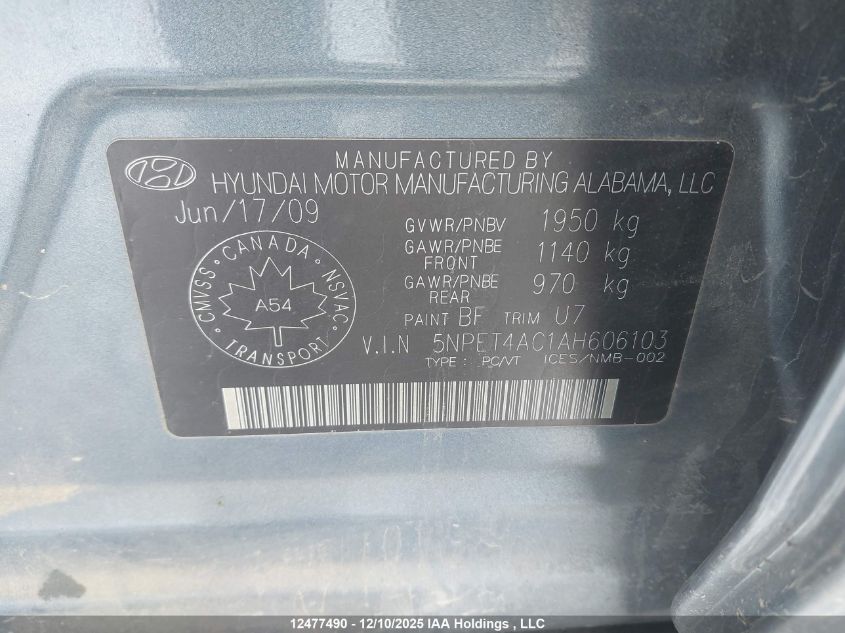 MANUFACTURED BY
HYUNDAI MOTOR MANUFACTURING ALABAMA, LLC
Jun/17/09
GVWR/PNBV 1950 kg
GAWR/PNBE FRONT 1140 kg
GAWR/PNBE REAR 970 kg
PAINT BF TRIM U7
CANADA
CMVSS NSVAC
A54
TRANSPORT
V.I.N 5NPET4AC1AH606103
TYPE : PC/VT ICES/NMB-002
12477490 - 12/10/2025 IAA Holdings , LLC